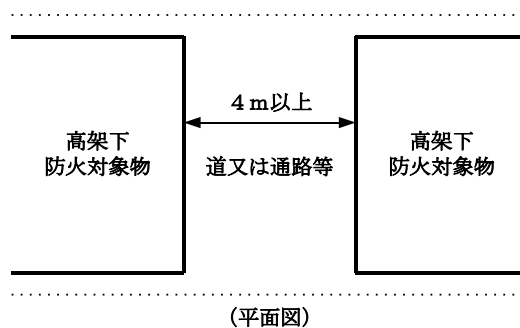 4m以上
高架下
防火対象物
道又は通路等
高架下
防火対象物
(平面図)